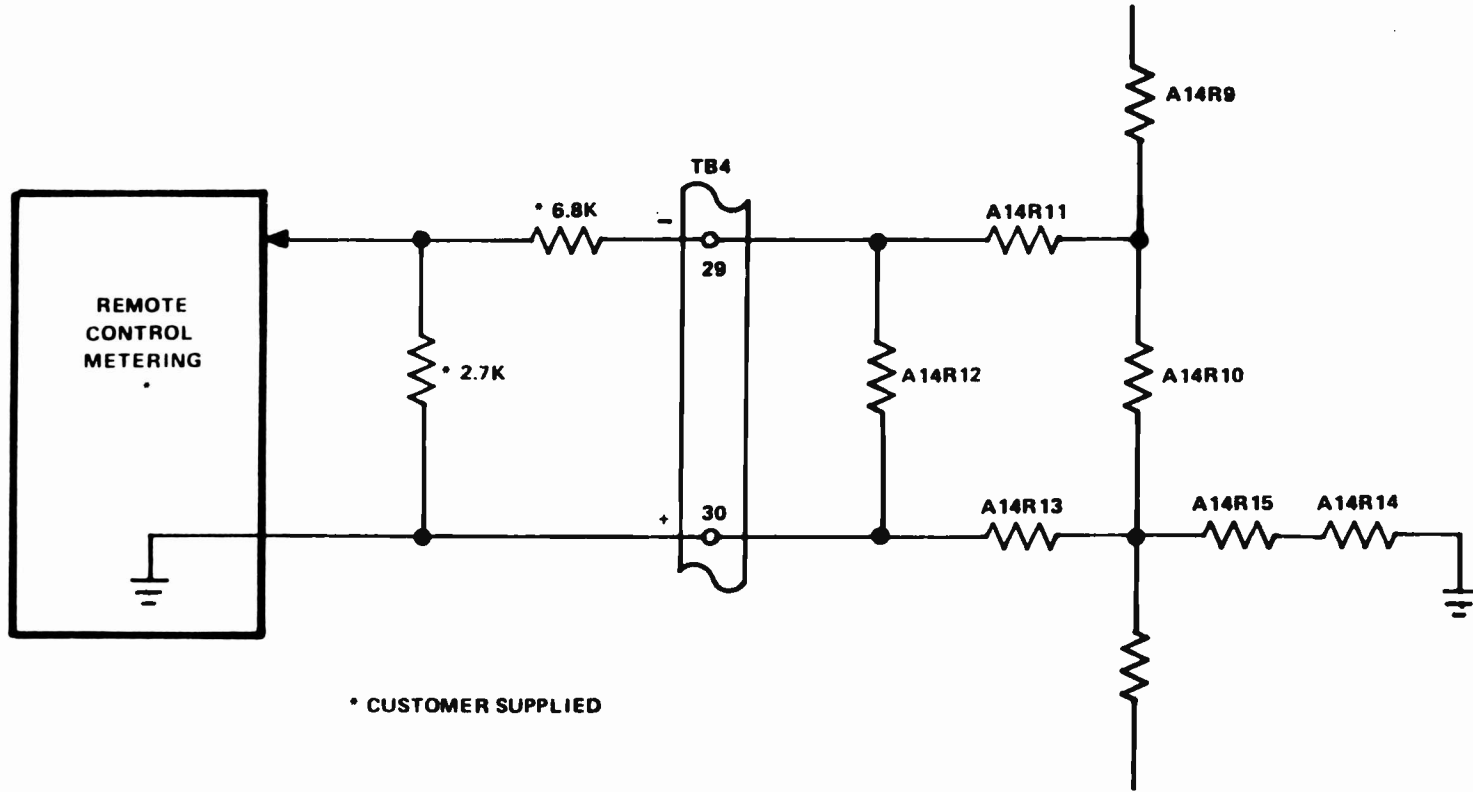 A14R9
TB4
* 6.8K
–
A14R11
29
REMOTE
CONTROL
METERING
*
* 2.7K
A14R12
A14R10
+
30
A14R13
A14R15
A14R14
* CUSTOMER SUPPLIED